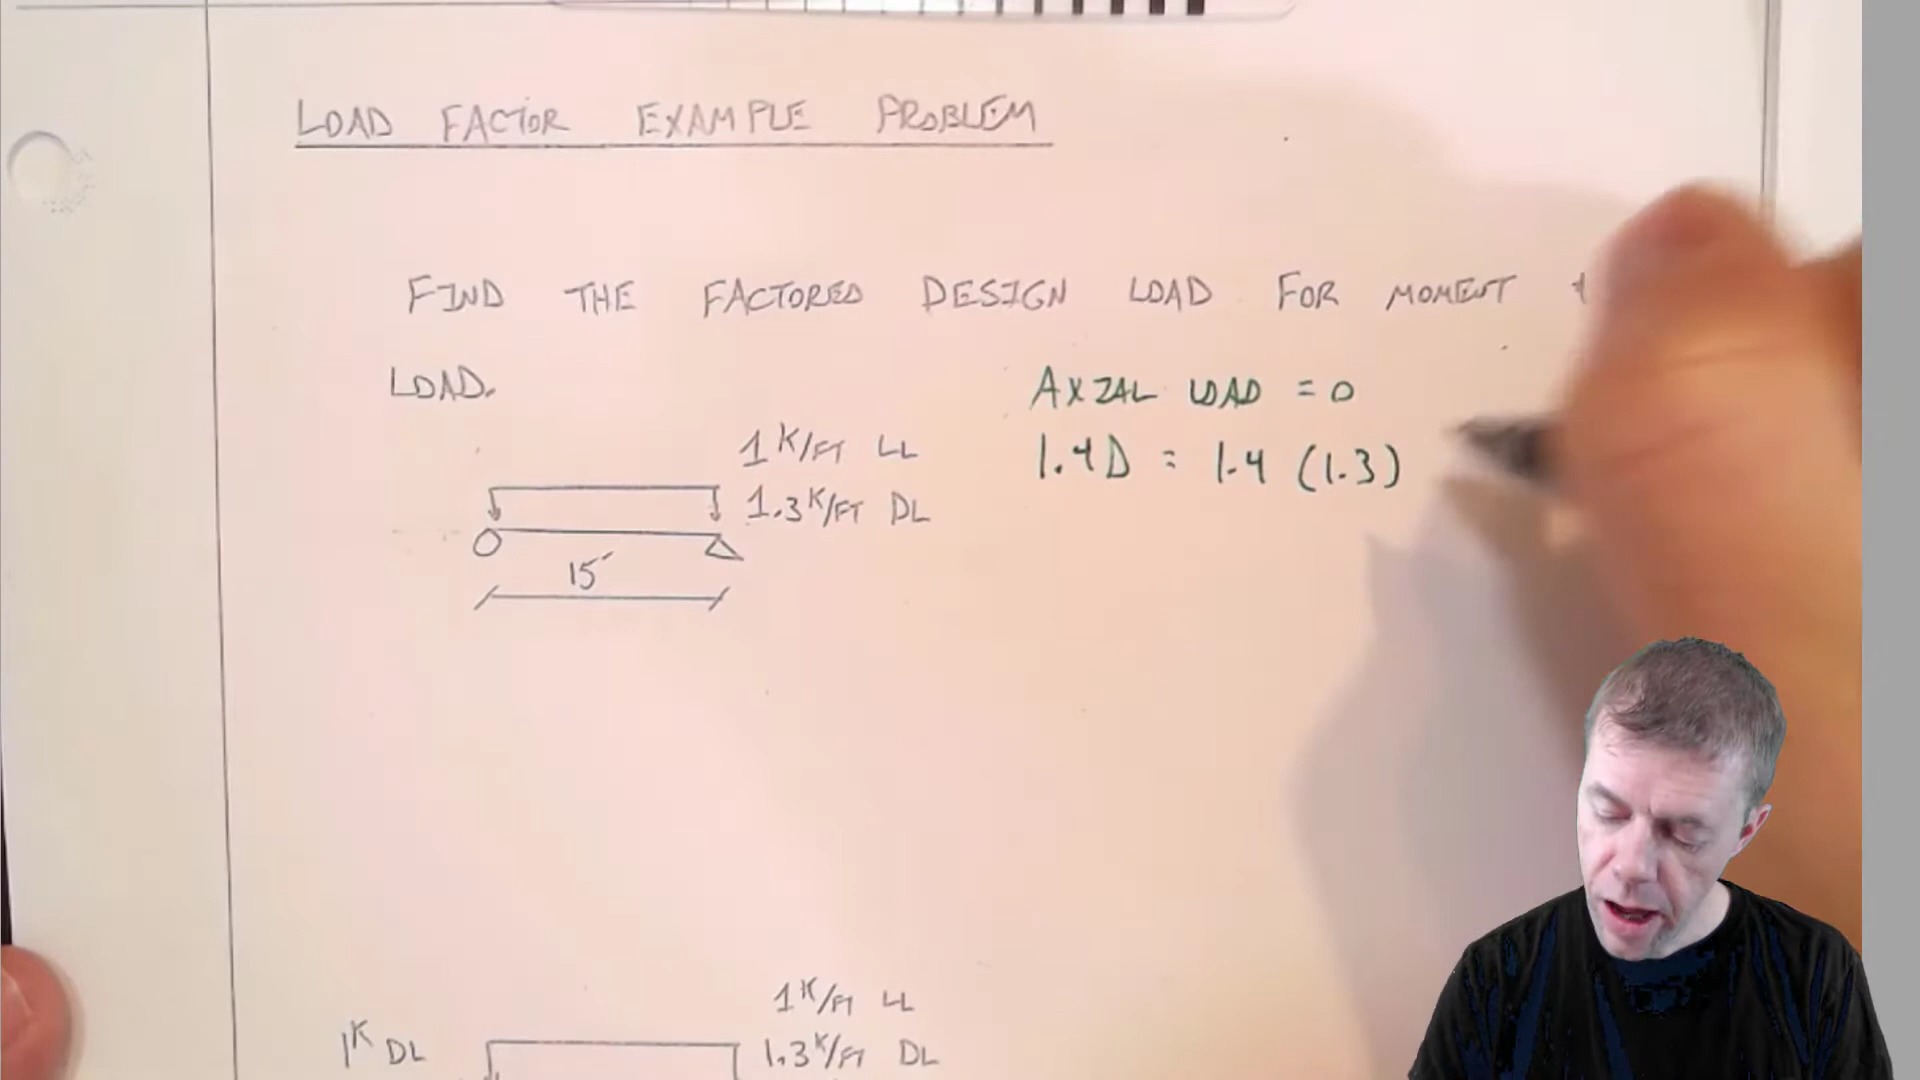 LOAD FACTOR EXAMPLE PROBLEM
FIND THE FACTORED DESIGN LOAD FOR MOMENT +
LOAD.
AXIAL LOAD = 0
1 K/FT LL
1.4D = 1.4 (1.3)
1.3 K/FT DL
15'
1 K/FT LL
1K DL
1.3 K/FT DL